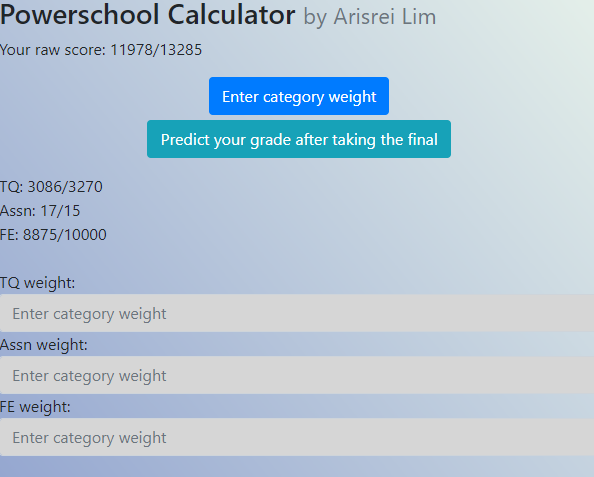 Powerschool Calculator by Arisrei Lim
Your raw score: 11978/13285
Enter category weight
Predict your grade after taking the final
TQ: 3086/3270
Assn: 17/15
FE: 8875/10000
TQ weight:
Enter category weight
Assn weight:
Enter category weight
FE weight:
Enter category weight